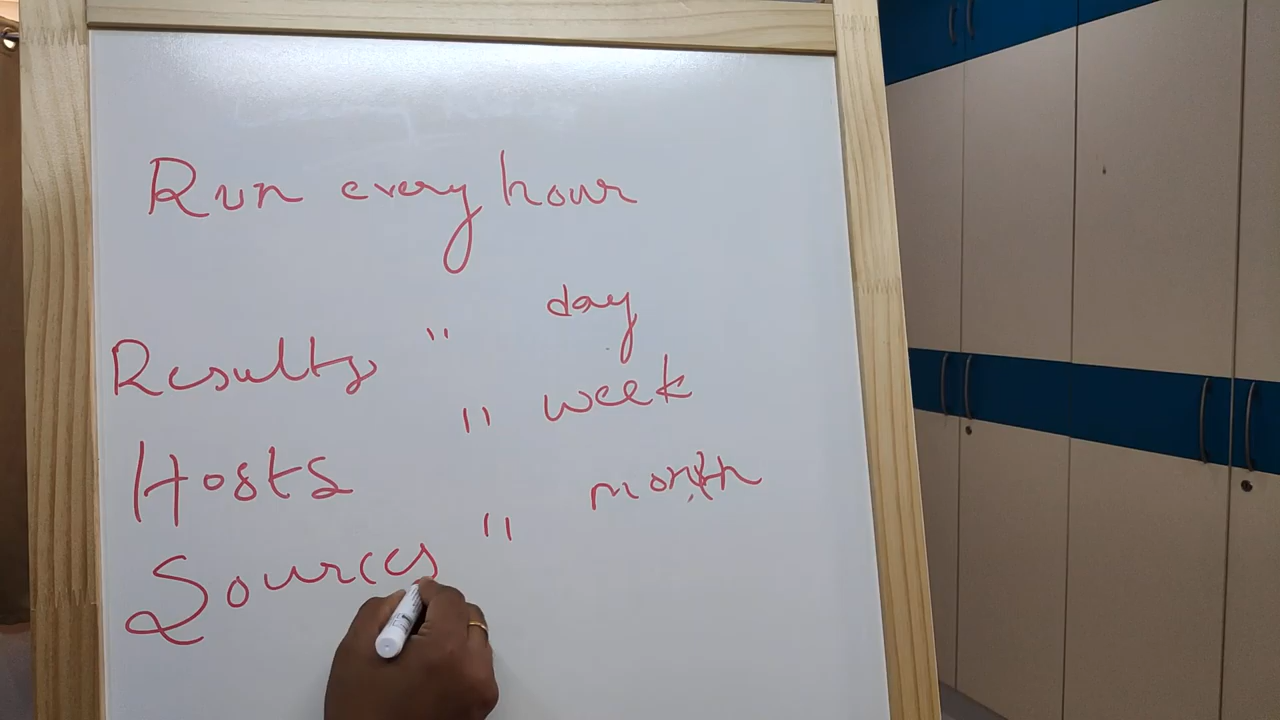 Run every hour
Results " day
Hosts " week
Sources " month